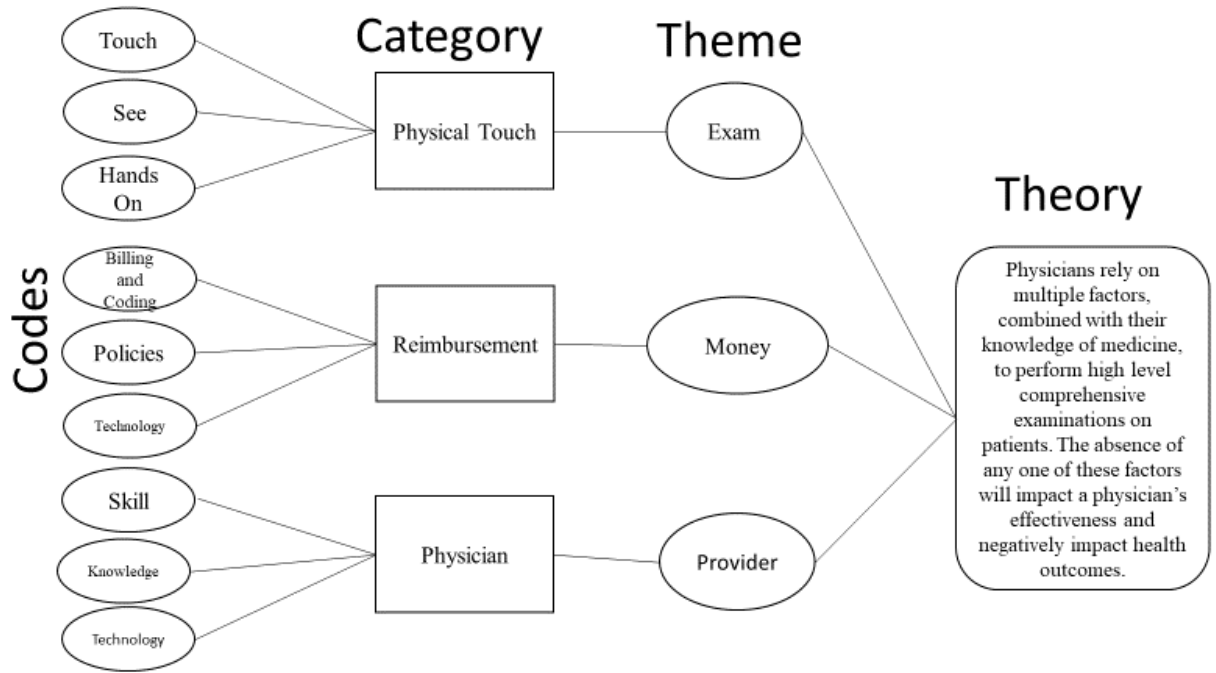 Codes
Touch
See
Hands
On
Billing
and
Coding
Policies
Technology
Skill
Knowledge
Technology
Category
Physical Touch
Reimbursement
Physician
Theme
Exam
Money
Provider
Theory
Physicians rely on
multiple factors,
combined with their
knowledge of medicine,
to perform high level
comprehensive
examinations on
patients. The absence of
any one of these factors
will impact a physician’s
effectiveness and
negatively impact health
outcomes.